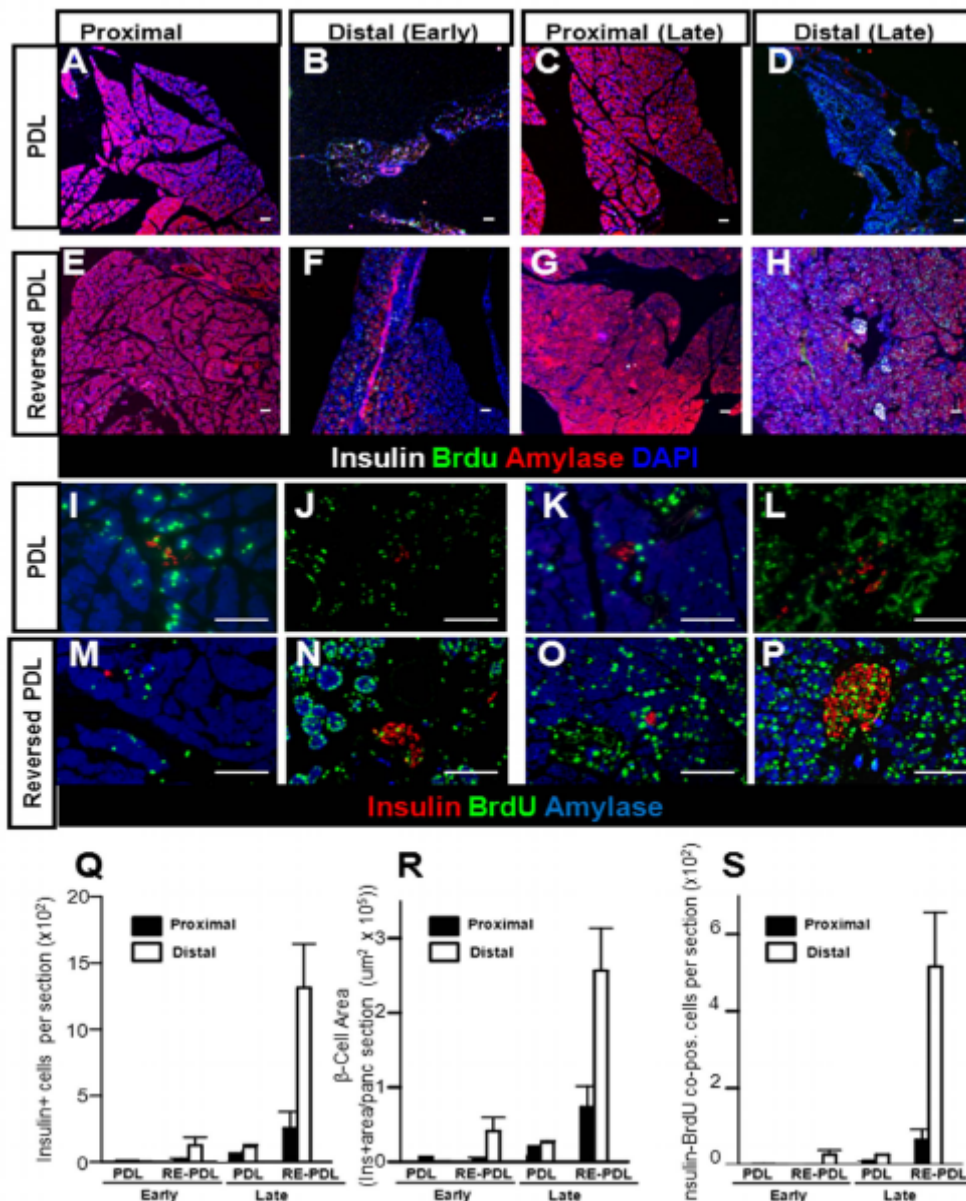 Proximal
Distal (Early)
Proximal (Late)
Distal (Late)
PDL
A
B
C
D
Reversed PDL
E
F
G
H
Insulin Brdu Amylase DAPI
PDL
I
J
K
L
Reversed PDL
M
N
O
P
Insulin BrdU Amylase
Q
Insulin+ cells per section (x10²)
20
15
10
5
0
Proximal
Distal
PDL RE-PDL PDL RE-PDL
Early Late
R
β-Cell Area
(Ins+area/panc section (um² x 10⁵))
3
2
1
0
Proximal
Distal
PDL RE-PDL PDL RE-PDL
Early Late
S
nsulin-BrdU co-pos. cells per section (x10²)
6
4
2
0
Proximal
Distal
PDL RE-PDL PDL RE-PDL
Early Late